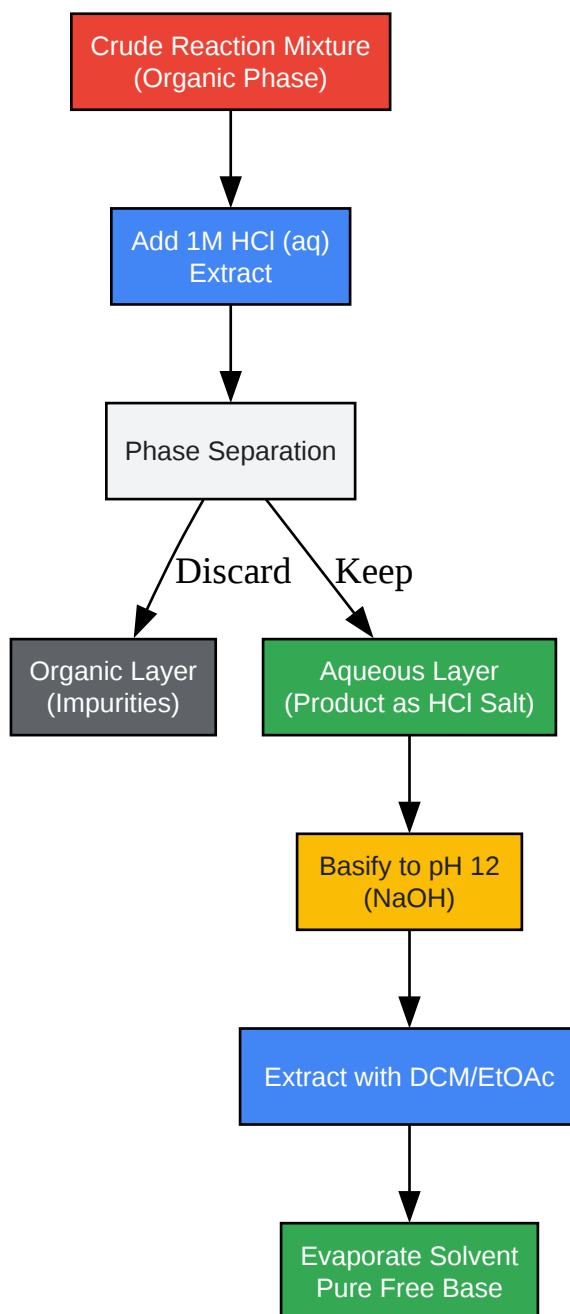 Crude Reaction Mixture
(Organic Phase)
Add 1M HCl (aq)
Extract
Phase Separation
Discard
Keep
Organic Layer
(Impurities)
Aqueous Layer
(Product as HCl Salt)
Basify to pH 12
(NaOH)
Extract with DCM/EtOAc
Evaporate Solvent
Pure Free Base